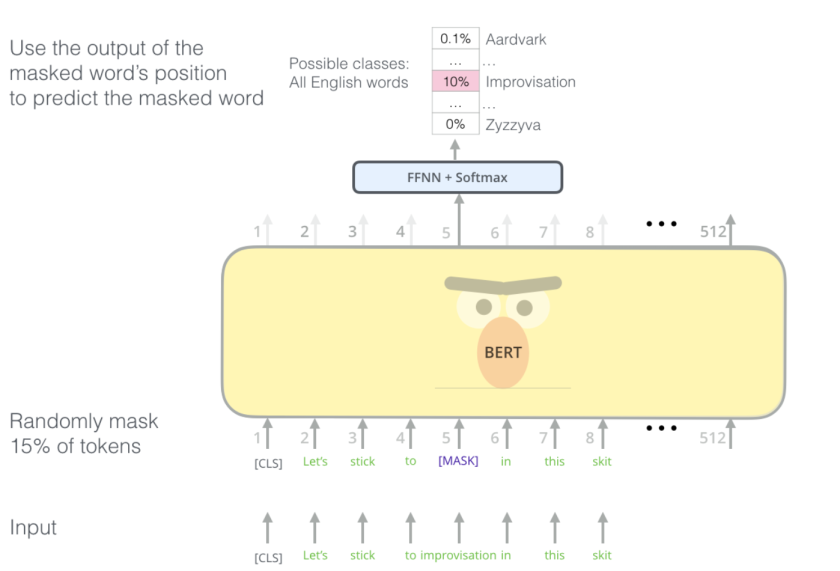 Use the output of the
masked word's position
to predict the masked word
Possible classes:
All English words
0.1% Aardvark
... ...
10% Improvisation
... ...
0% Zyzzyva
FFNN + Softmax
1 2 3 4 5 6 7 8 ••• 512
BERT
Randomly mask
15% of tokens
1 2 3 4 5 6 7 8 ••• 512
[CLS] Let's stick to [MASK] in this skit
Input
[CLS] Let's stick to improvisation in this skit